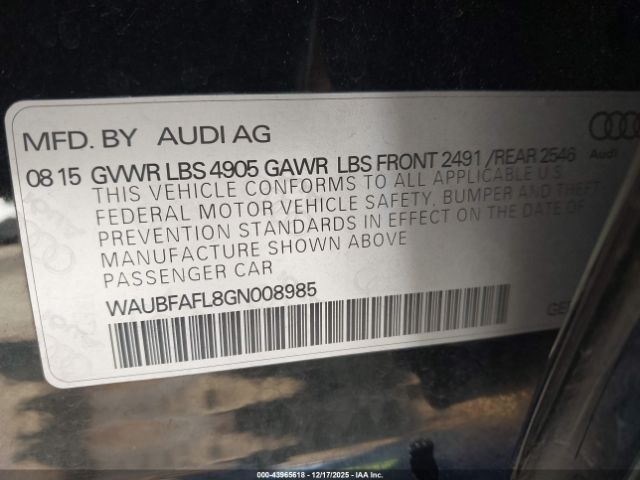 MFD. BY AUDI AG
Audi
08 15 GVWR LBS 4905 GAWR LBS FRONT 2491 /REAR 2546
THIS VEHICLE CONFORMS TO ALL APPLICABLE U.S.
FEDERAL MOTOR VEHICLE SAFETY, BUMPER AND THEFT
PREVENTION STANDARDS IN EFFECT ON THE DATE OF
MANUFACTURE SHOWN ABOVE
PASSENGER CAR
WAUBFAFL8GN008985
00-43965618 - 12/17/2025 - IAA Inc.